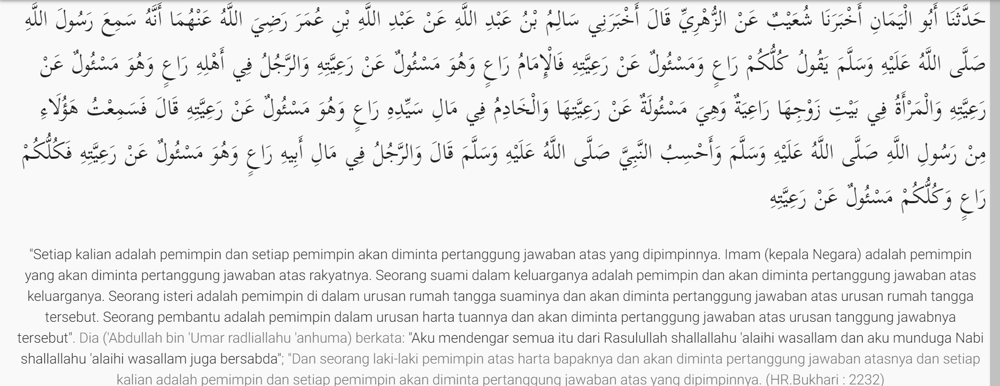 حَدَّثَنَا أَبُو الْيَمَانِ أَخْبَرَنَا شُعَيْبٌ عَنْ الزُّهْرِيِّ قَالَ أَخْبَرَنِي سَالِمُ بْنُ عَبْدِ اللَّهِ عَنْ عَبْدِ اللَّهِ بْنِ عُمَرَ رَضِيَ اللَّهُ عَنْهُمَا أَنَّهُ سَمِعَ رَسُولَ اللَّهِ
صَلَّى اللَّهُ عَلَيْهِ وَسَلَّمَ يَقُولُ كُلُّكُمْ رَاعٍ وَمَسْئُولٌ عَنْ رَعِيَّتِهِ فَالْإِمَامُ رَاعٍ وَهُوَ مَسْئُولٌ عَنْ رَعِيَّتِهِ وَالرَّجُلُ فِي أَهْلِهِ رَاعٍ وَهُوَ مَسْئُولٌ عَنْ
رَعِيَّتِهِ وَالْمَرْأَةُ فِي بَيْتِ زَوْجِهَا رَاعِيَةٌ وَهِيَ مَسْئُولَةٌ عَنْ رَعِيَّتِهَا وَالْخَادِمُ فِي مَالِ سَيِّدِهِ رَاعٍ وَهُوَ مَسْئُولٌ عَنْ رَعِيَّتِهِ قَالَ فَسَمِعْتُ هَؤُلَاءِ
مِنْ رَسُولِ اللَّهِ صَلَّى اللَّهُ عَلَيْهِ وَسَلَّمَ وَأَحْسِبُ النَّبِيَّ صَلَّى اللَّهُ عَلَيْهِ وَسَلَّمَ قَالَ وَالرَّجُلُ فِي مَالِ أَبِيهِ رَاعٍ وَهُوَ مَسْئُولٌ عَنْ رَعِيَّتِهِ فَكُلُّكُمْ
رَاعٍ وَكُلُّكُمْ مَسْئُولٌ عَنْ رَعِيَّتِهِ
"Setiap kalian adalah pemimpin dan setiap pemimpin akan diminta pertanggung jawaban atas yang dipimpinnya. Imam (kepala Negara) adalah pemimpin
yang akan diminta pertanggung jawaban atas rakyatnya. Seorang suami dalam keluarganya adalah pemimpin dan akan diminta pertanggung jawaban atas
keluarganya. Seorang isteri adalah pemimpin di dalam urusan rumah tangga suaminya dan akan diminta pertanggung jawaban atas urusan rumah tangga
tersebut. Seorang pembantu adalah pemimpin dalam urusan harta tuannya dan akan diminta pertanggung jawaban atas urusan tanggung jawabnya
tersebut". Dia ('Abdullah bin 'Umar radliallahu 'anhuma) berkata: "Aku mendengar semua itu dari Rasulullah shallallahu 'alaihi wasallam dan aku munduga Nabi
shallallahu 'alaihi wasallam juga bersabda"; "Dan seorang laki-laki pemimpin atas harta bapaknya dan akan diminta pertanggung jawaban atasnya dan setiap
kalian adalah pemimpin dan setiap pemimpin akan diminta pertanggung jawaban atas yang dipimpinnya. (HR.Bukhari : 2232)